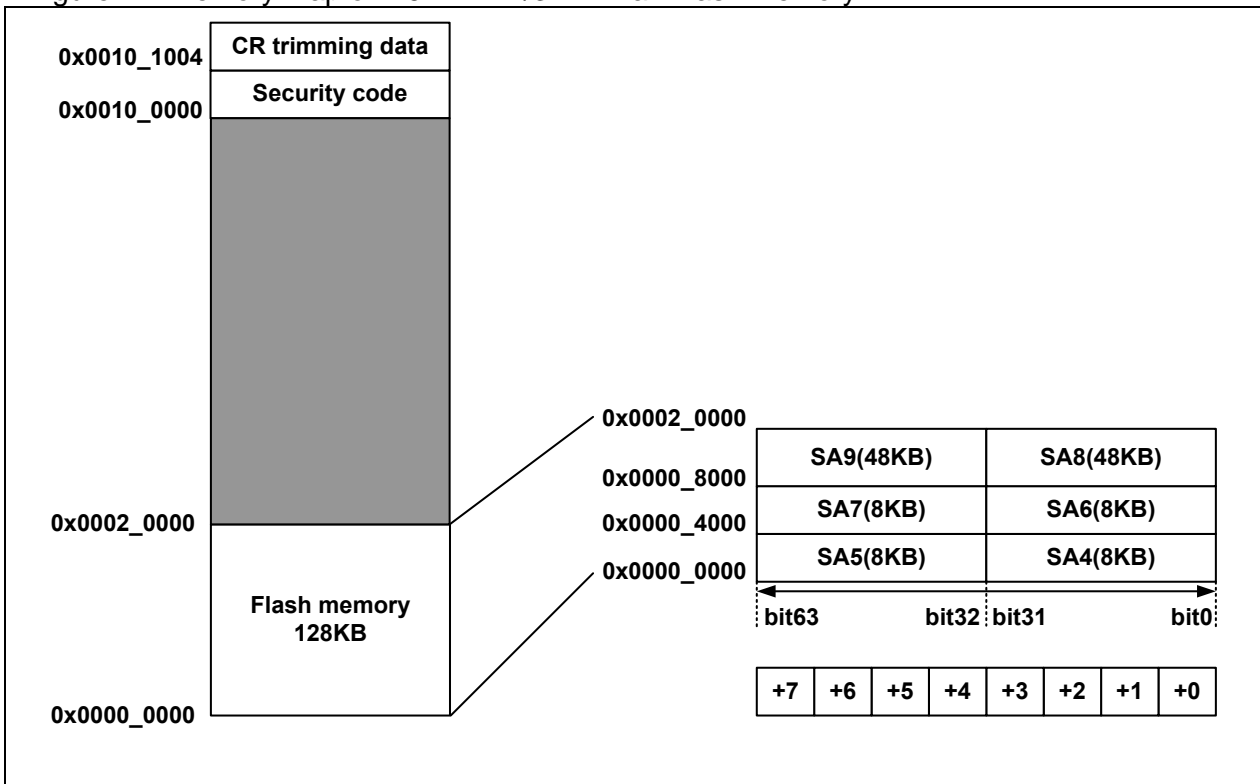 0x0010_1004
CR trimming data
Security code
0x0010_0000
0x0002_0000
Flash memory
128KB
0x0000_0000
0x0002_0000
SA9(48KB) SA8(48KB)
0x0000_8000
SA7(8KB) SA6(8KB)
0x0000_4000
SA5(8KB) SA4(8KB)
0x0000_0000
bit63 bit32 bit31 bit0
+7 +6 +5 +4 +3 +2 +1 +0